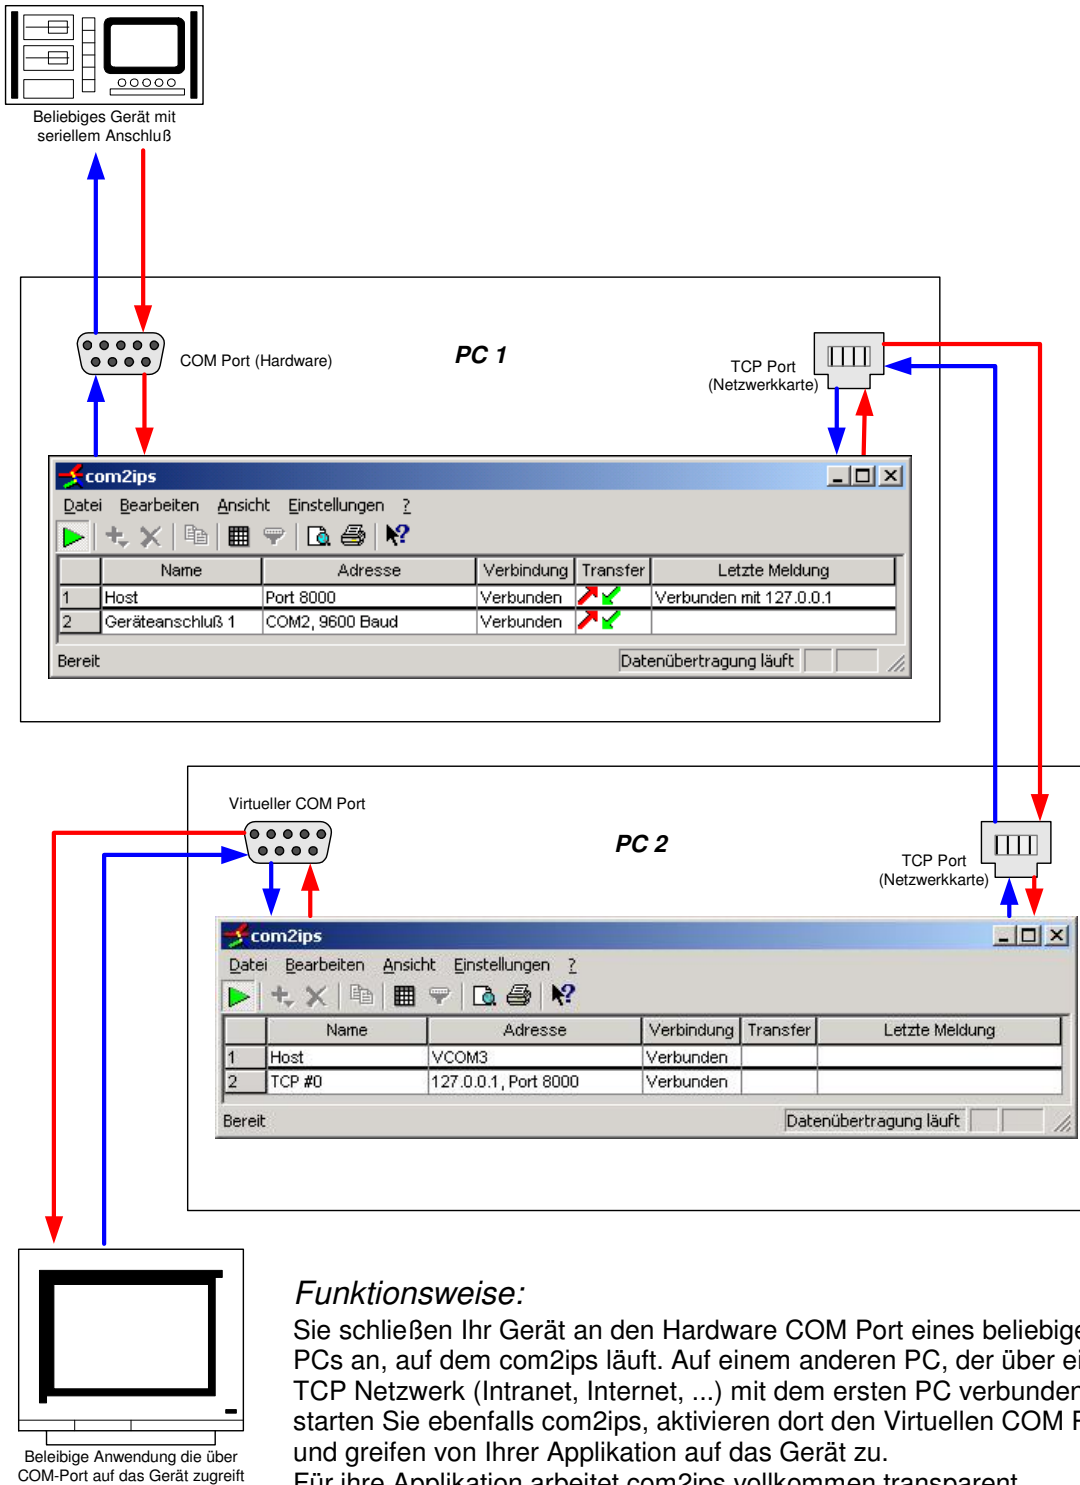 Beliebiges Gerät mit
seriellem Anschluß
COM Port (Hardware)
PC 1
TCP Port
(Netzwerkkarte)
com2ips
Datei Bearbeiten Ansicht Einstellungen ?
Name Adresse Verbindung Transfer Letzte Meldung
1 Host Port 8000 Verbunden Verbunden mit 127.0.0.1
2 Geräteanschluß 1 COM2, 9600 Baud Verbunden
Bereit Datenübertragung läuft
Virtueller COM Port
PC 2
TCP Port
(Netzwerkkarte)
com2ips
Datei Bearbeiten Ansicht Einstellungen ?
Name Adresse Verbindung Transfer Letzte Meldung
1 Host VCOM3 Verbunden
2 TCP #0 127.0.0.1, Port 8000 Verbunden
Bereit Datenübertragung läuft
Beleibige Anwendung die über
COM-Port auf das Gerät zugreift
Funktionsweise:
Sie schließen Ihr Gerät an den Hardware COM Port eines beliebige
PCs an, auf dem com2ips läuft. Auf einem anderen PC, der über ei
TCP Netzwerk (Intranet, Internet, ...) mit dem ersten PC verbunden
starten Sie ebenfalls com2ips, aktivieren dort den Virtuellen COM P
und greifen von Ihrer Applikation auf das Gerät zu.
Für ihre Applikation arbeitet com2ips vollkommen transparent